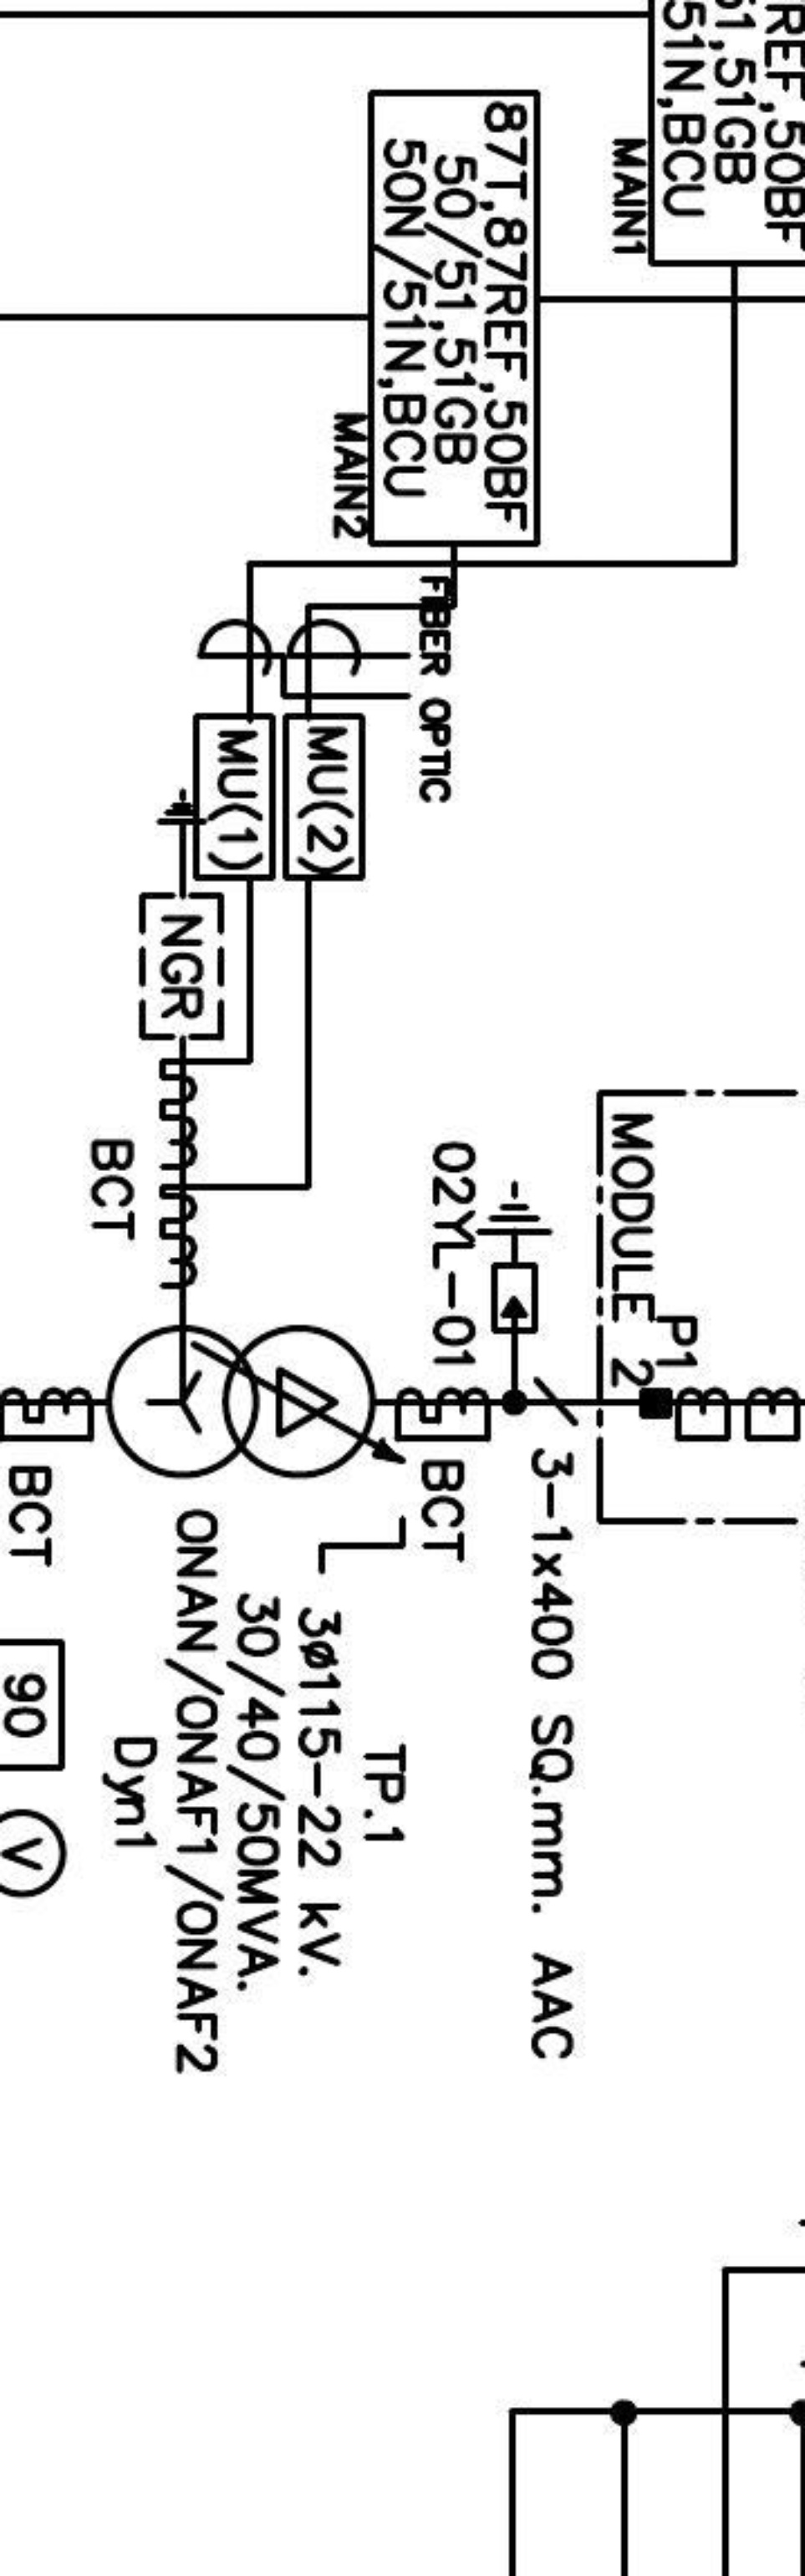 REF,50BF
51,51GB
51N,BCU
MAIN1
87T,87REF,50BF
50/51,51GB
50N/51N,BCU
MAIN2
FIBER OPTIC
MU(2)
MU(1)
NGR
BCT
MODULE 2
P1
02YL-01
3-1x400 SQ.mm. AAC
BCT
TP.1
3ø115-22 kV.
30/40/50MVA.
ONAN/ONAF1/ONAF2
Dyn1
BCT
90
V